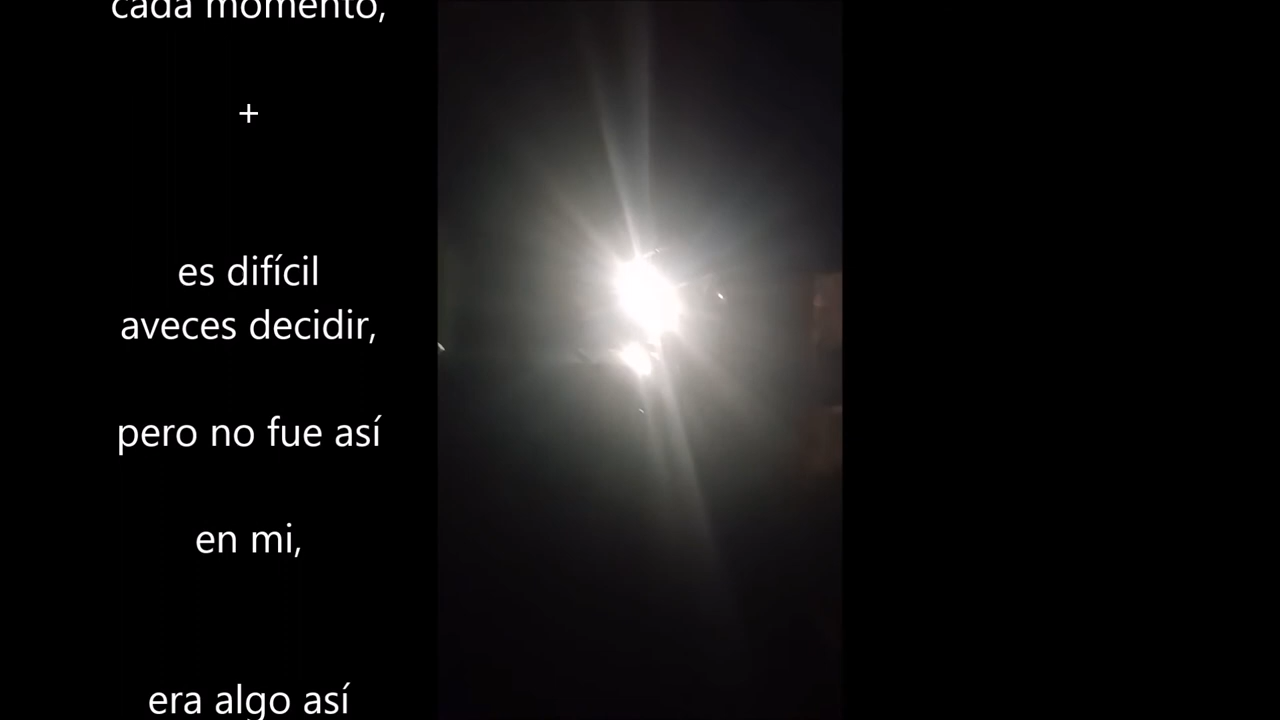 cada momento,
+
es difícil
aveces decidir,
pero no fue así
en mi,
era algo así